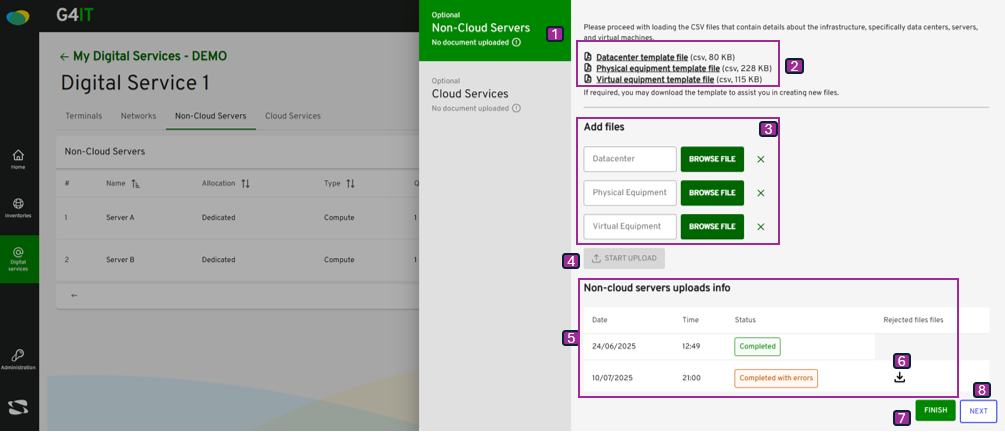 G4IT
← My Digital Services - DEMO
Digital Service 1
Terminals Networks Non-Cloud Servers Cloud Services
Non-Cloud Servers
# Name Allocation Type Q
1 Server A Dedicated Compute 1
2 Server B Dedicated Compute 1
←
Home
Inventories
Digital
services
Administration
Optional
Non-Cloud Servers
No document uploaded
1
Optional
Cloud Services
No document uploaded
Please proceed with loading the CSV files that contain details about the infrastructure, specifically data centers, servers,
and virtual machines.
Datacenter template file (csv, 80 KB)
Physical equipment template file (csv, 228 KB)
Virtual equipment template file (csv, 115 KB)
2
If required, you may download the template to assist you in creating new files.
Add files
3
Datacenter BROWSE FILE
Physical Equipment BROWSE FILE
Virtual Equipment BROWSE FILE
4
START UPLOAD
Non-cloud servers uploads info
Date Time Status Rejected files files
5
24/06/2025 12:49 Completed
6
10/07/2025 21:00 Completed with errors
8
7
FINISH NEXT